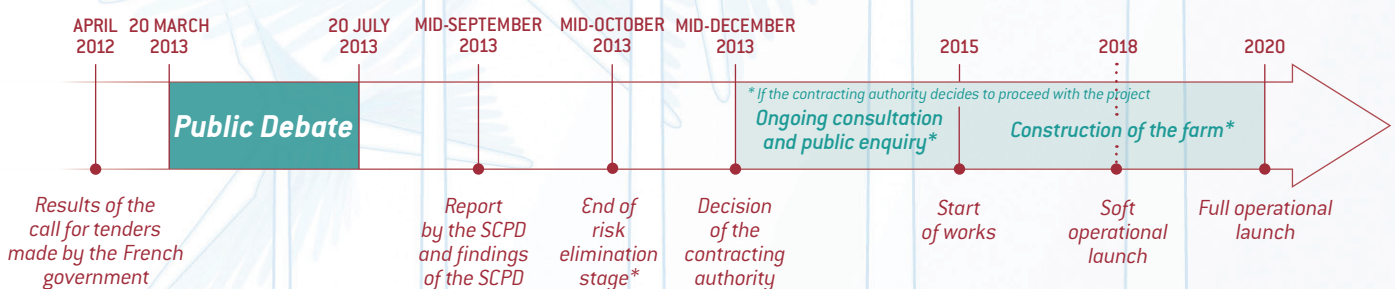 APRIL
2012
20 MARCH
2013
20 JULY
2013
MID-SEPTEMBER
2013
MID-OCTOBER
2013
MID-DECEMBER
2013
2015
2018
2020
Public Debate
* If the contracting authority decides to proceed with the project
Ongoing consultation
and public enquiry*
Construction of the farm*
Results of the
call for tenders
made by the French
government
Report
by the SCPD
and findings
of the SCPD
End of
risk
elimination
stage*
Decision
of the
contracting
authority
Start
of works
Soft
operational
launch
Full operational
launch